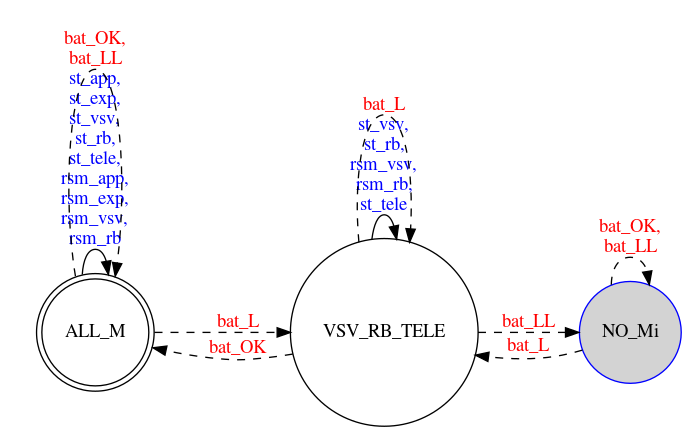 bat_OK,
bat_LL
st_app,
st_exp,
st_vsv,
st_rb,
st_tele,
rsm_app,
rsm_exp,
rsm_vsv,
rsm_rb
ALL_M
bat_L
bat_OK
bat_L
st_vsv,
st_rb,
rsm_vsv,
rsm_rb,
st_tele
VSV_RB_TELE
bat_LL
bat_L
bat_OK,
bat_LL
NO_Mi